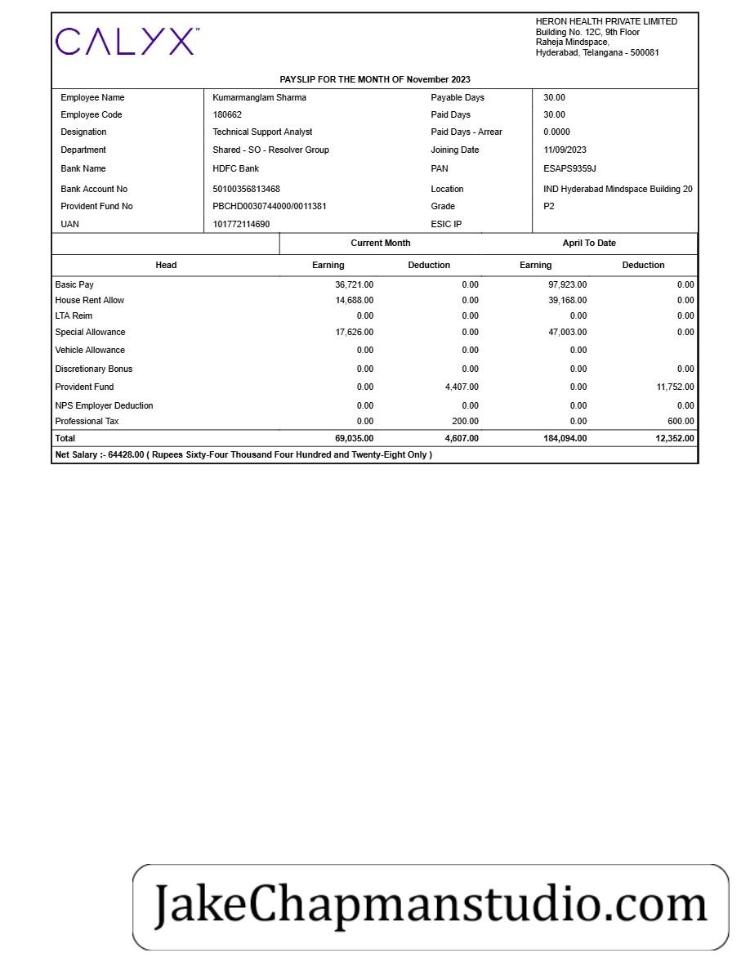 CALYX™
HERON HEALTH PRIVATE LIMITED
Building No. 12C, 9th Floor
Raheja Mindspace,
Hyderabad, Telangana - 500081
PAYSLIP FOR THE MONTH OF November 2023
Employee Name Kumarmanglam Sharma Payable Days 30.00
Employee Code 180662 Paid Days 30.00
Designation Technical Support Analyst Paid Days - Arrear 0.0000
Department Shared - SO - Resolver Group Joining Date 11/09/2023
Bank Name HDFC Bank PAN ESAPS9359J
Bank Account No 50100356813468 Location IND Hyderabad Mindspace Building 20
Provident Fund No PBCHD0030744000/0011381 Grade P2
UAN 101772114690 ESIC IP
Current Month April To Date
Head Earning Deduction Earning Deduction
Basic Pay 36,721.00 0.00 97,923.00 0.00
House Rent Allow 14,688.00 0.00 39,168.00 0.00
LTA Reim 0.00 0.00 0.00 0.00
Special Allowance 17,626.00 0.00 47,003.00 0.00
Vehicle Allowance 0.00 0.00 0.00
Discretionary Bonus 0.00 0.00 0.00 0.00
Provident Fund 0.00 4,407.00 0.00 11,752.00
NPS Employer Deduction 0.00 0.00 0.00 0.00
Professional Tax 0.00 200.00 0.00 600.00
Total 69,035.00 4,607.00 184,094.00 12,352.00
Net Salary :- 64428.00 ( Rupees Sixty-Four Thousand Four Hundred and Twenty-Eight Only )
JakeChapmanstudio.com